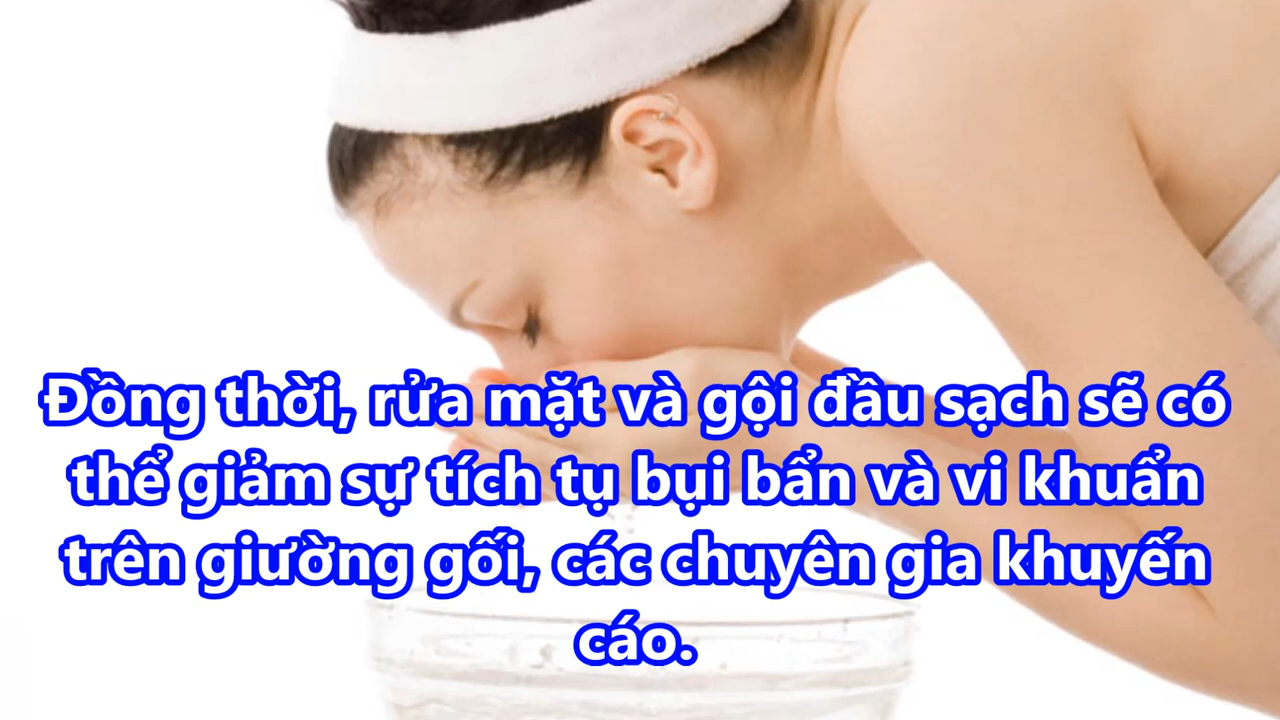 Đồng thời, rửa mặt và gội đầu sạch sẽ có
thể giảm sự tích tụ bụi bẩn và vi khuẩn
trên giường gối, các chuyên gia khuyến
cáo.